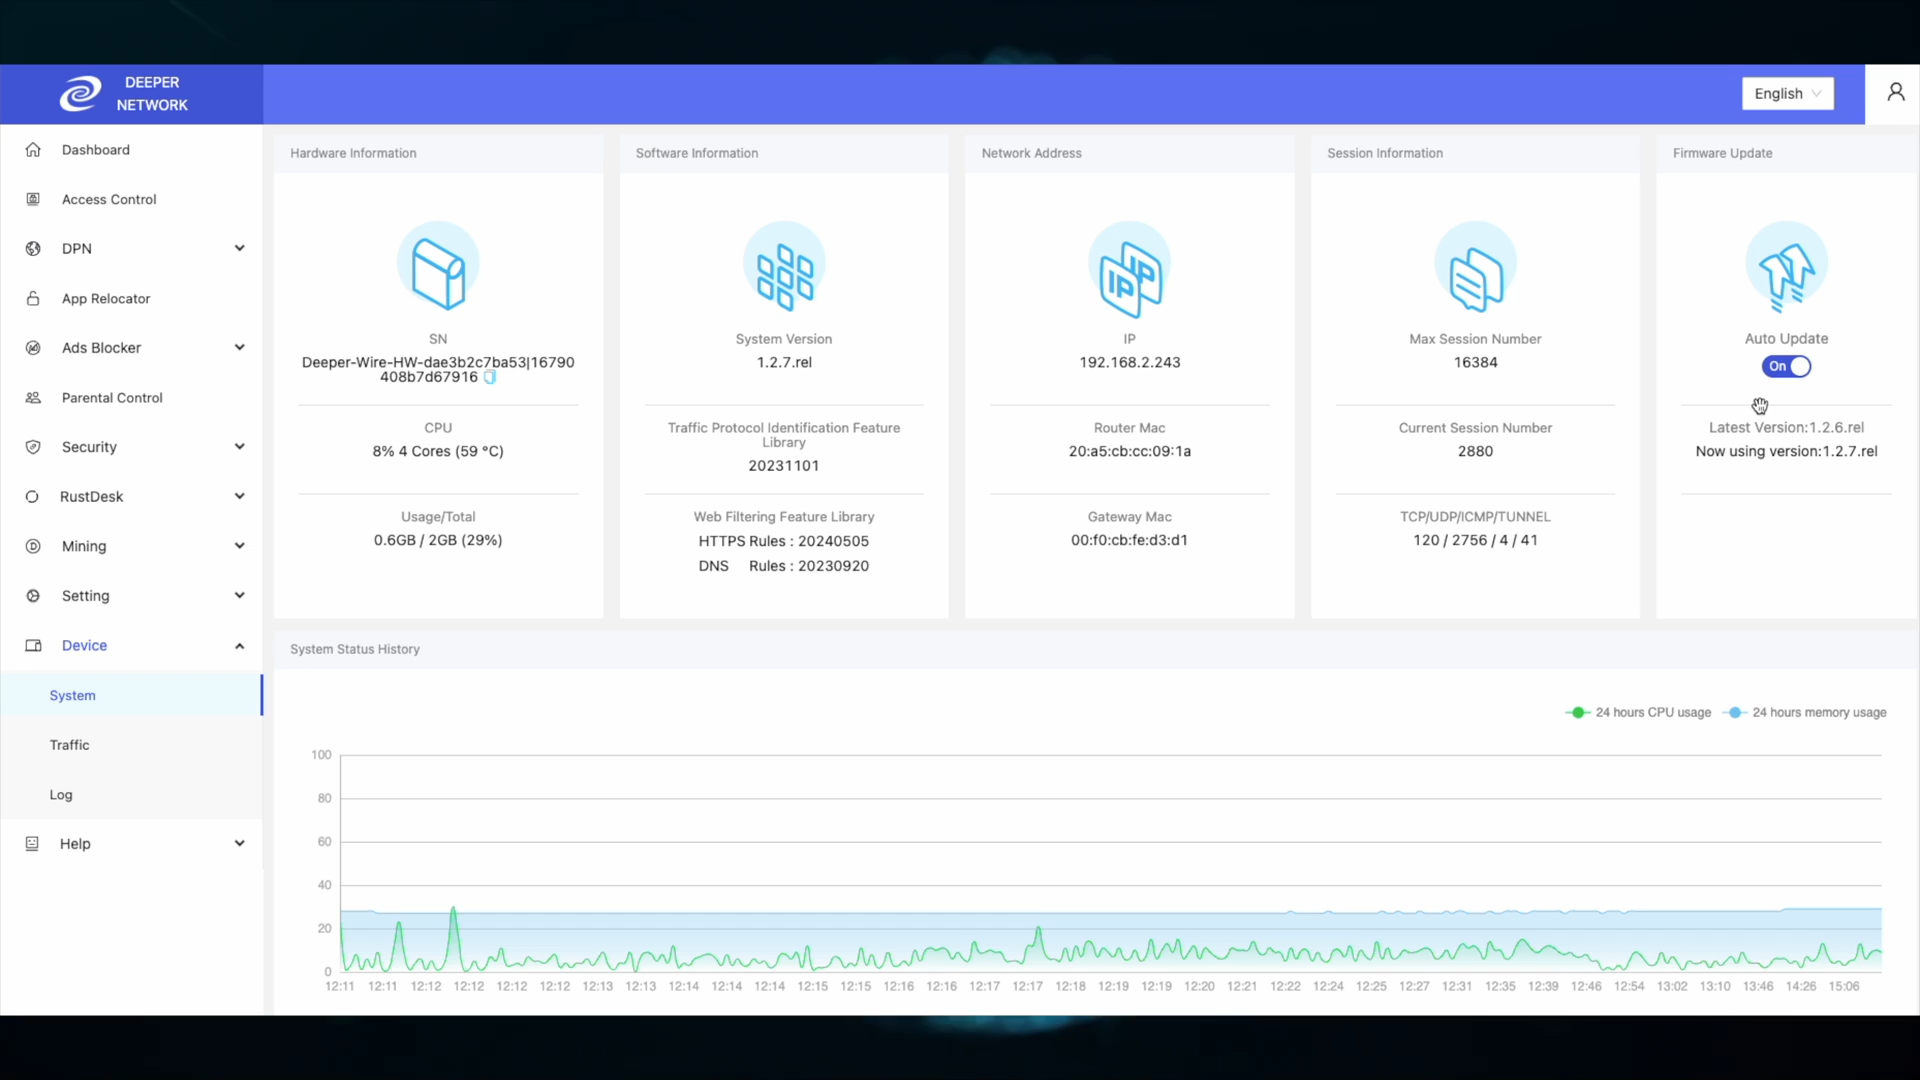 DEEPER
NETWORK
English
Dashboard
Access Control
DPN
App Relocator
Ads Blocker
Parental Control
Security
RustDesk
Mining
Setting
Device
System
Traffic
Log
Help
Hardware Information
SN
Deeper-Wire-HW-dae3b2c7ba53|16790
408b7d67916
CPU
8% 4 Cores (59 °C)
Usage/Total
0.6GB / 2GB (29%)
Software Information
System Version
1.2.7.rel
Traffic Protocol Identification Feature
Library
20231101
Web Filtering Feature Library
HTTPS Rules : 20240505
DNS Rules : 20230920
Network Address
IP
IP
IP
192.168.2.243
Router Mac
20:a5:cb:cc:09:1a
Gateway Mac
00:f0:cb:fe:d3:d1
Session Information
Max Session Number
16384
Current Session Number
2880
TCP/UDP/ICMP/TUNNEL
120 / 2756 / 4 / 41
Firmware Update
Auto Update
On
Latest Version:1.2.6.rel
Now using version:1.2.7.rel
System Status History
24 hours CPU usage 24 hours memory usage
100
80
60
40
20
0
12:11 12:11 12:12 12:12 12:12 12:12 12:13 12:13 12:14 12:14 12:14 12:15 12:15 12:16 12:16 12:17 12:17 12:18 12:19 12:19 12:20 12:21 12:22 12:24 12:25 12:27 12:31 12:35 12:39 12:46 12:54 13:02 13:10 13:46 14:26 15:06